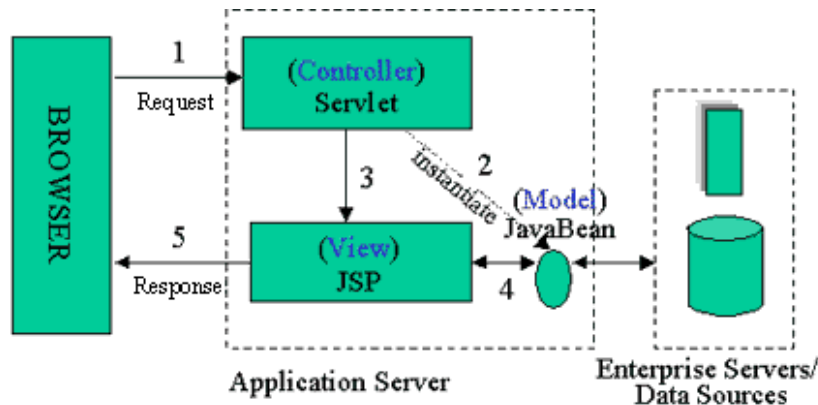 BROWSER
1
Request
(Controller)
Servlet
2
instantiate
3
(Model)
JavaBean
(View)
JSP
4
5
Response
Application Server
Enterprise Servers/
Data Sources